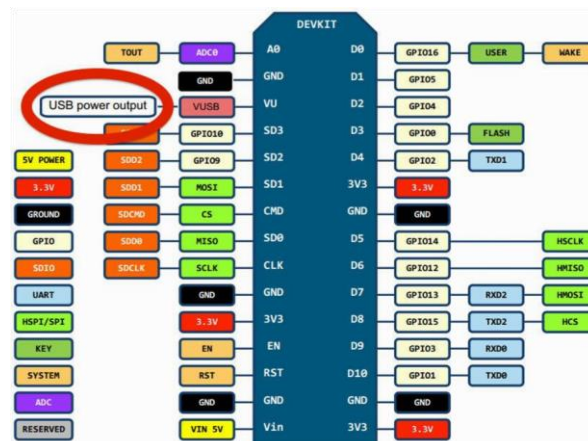 DEVKIT
TOUT ADC0 A0 D0 GPIO16 USER WAKE
GND GND D1 GPIO5
USB power output VUSB VU D2 GPIO4
GPIO10 SD3 D3 GPIO0 FLASH
5V POWER SDD2 GPIO9 SD2 D4 GPIO2 TXD1
3.3V SDD1 MOSI SD1 3V3 3.3V
GROUND SDCMD CS CMD GND GND
GPIO SDD0 MISO SD0 D5 GPIO14 HSCLK
SDIO SDCLK SCLK CLK D6 GPIO12 HMISO
UART GND GND D7 GPIO13 RXD2 HMOSI
HSPI/SPI 3.3V 3V3 D8 GPIO15 TXD2 HCS
KEY EN EN D9 GPIO3 RXD0
SYSTEM RST RST D10 GPIO1 TXD0
ADC GND GND GND GND
RESERVED VIN 5V Vin 3V3 3.3V